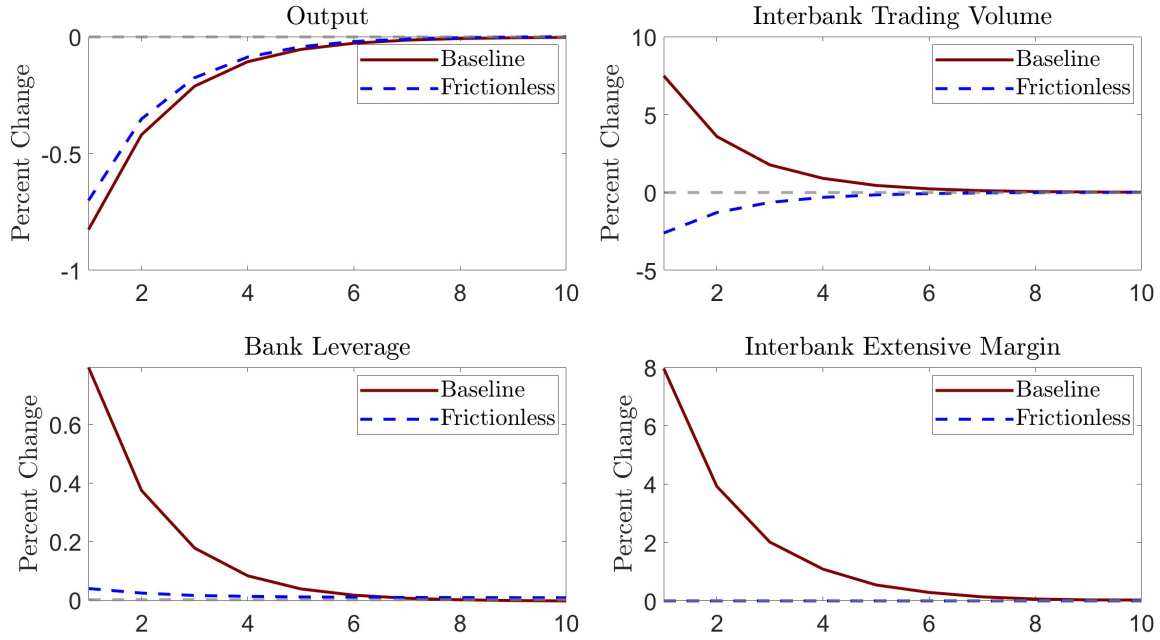 Output
Percent Change
0
-0.5
-1
2
4
6
8
10
Baseline
Frictionless
Interbank Trading Volume
Percent Change
10
5
0
-5
2
4
6
8
10
Baseline
Frictionless
Bank Leverage
Percent Change
0.6
0.4
0.2
0
2
4
6
8
10
Baseline
Frictionless
Interbank Extensive Margin
Percent Change
8
6
4
2
0
2
4
6
8
10
Baseline
Frictionless